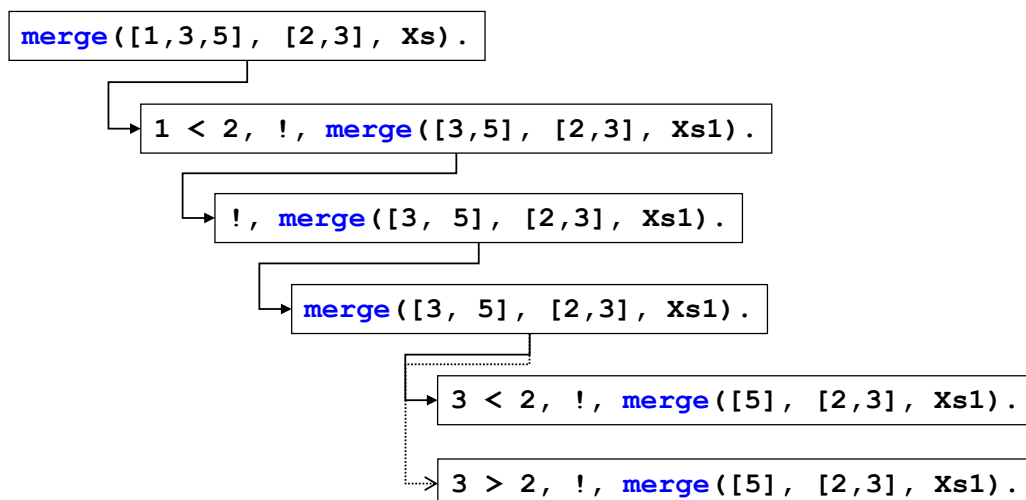 merge([1,3,5], [2,3], Xs).
1 < 2, !, merge([3,5], [2,3], Xs1).
!, merge([3, 5], [2,3], Xs1).
merge([3, 5], [2,3], Xs1).
3 < 2, !, merge([5], [2,3], Xs1).
3 > 2, !, merge([5], [2,3], Xs1).